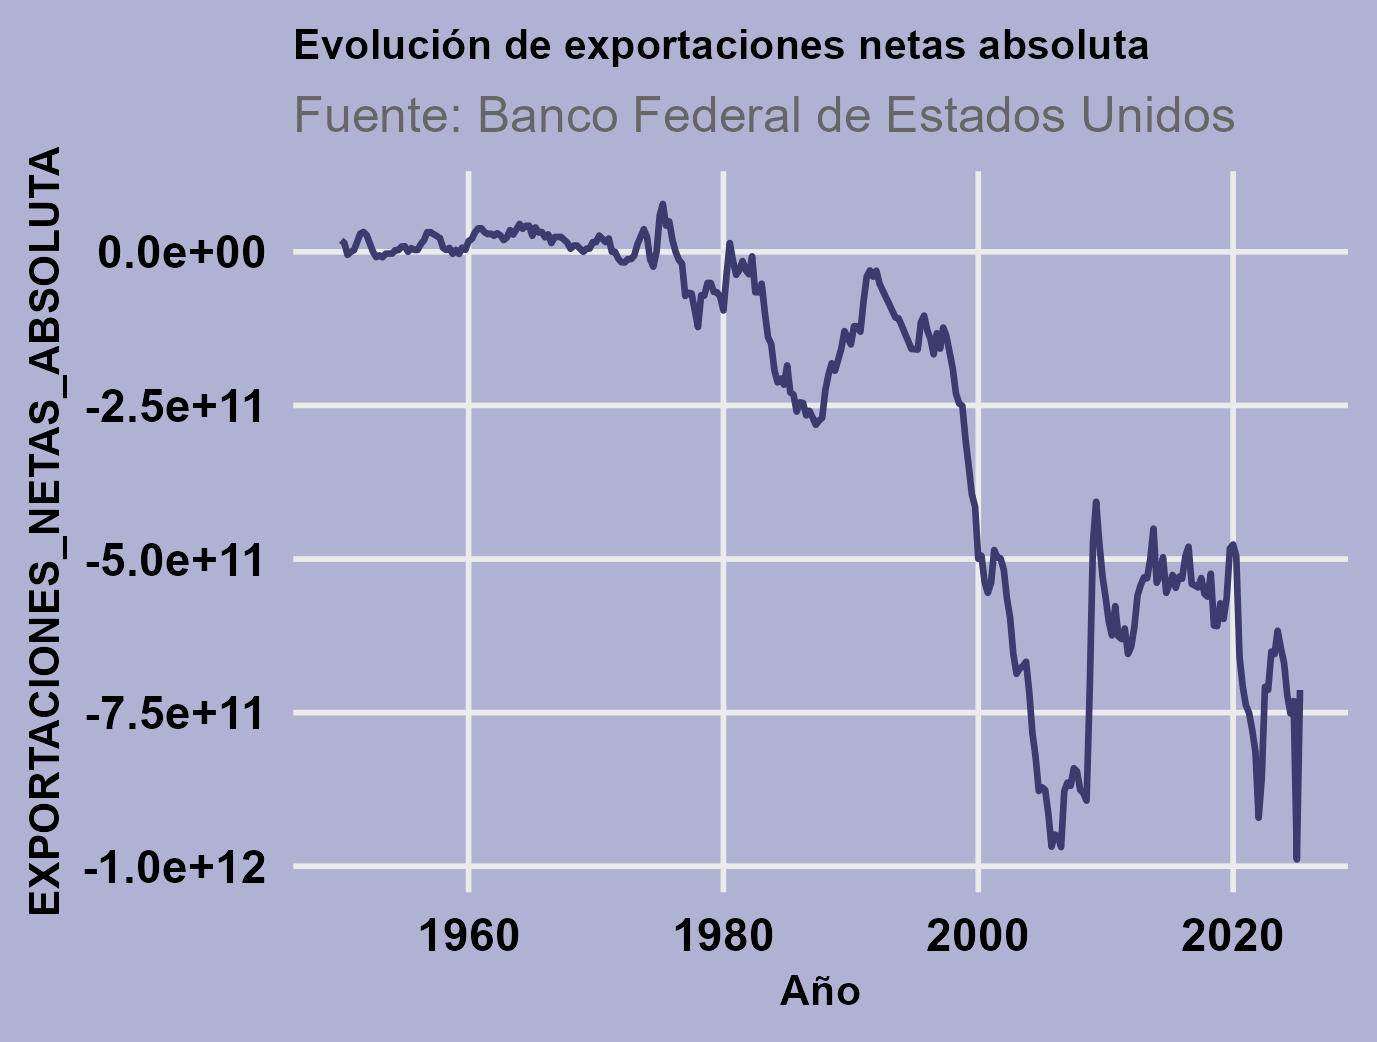 Evolución de exportaciones netas absoluta
Fuente: Banco Federal de Estados Unidos
EXPORTACIONES_NETAS_ABSOLUTA
0.0e+00
-2.5e+11
-5.0e+11
-7.5e+11
-1.0e+12
1960 1980 2000 2020
Año